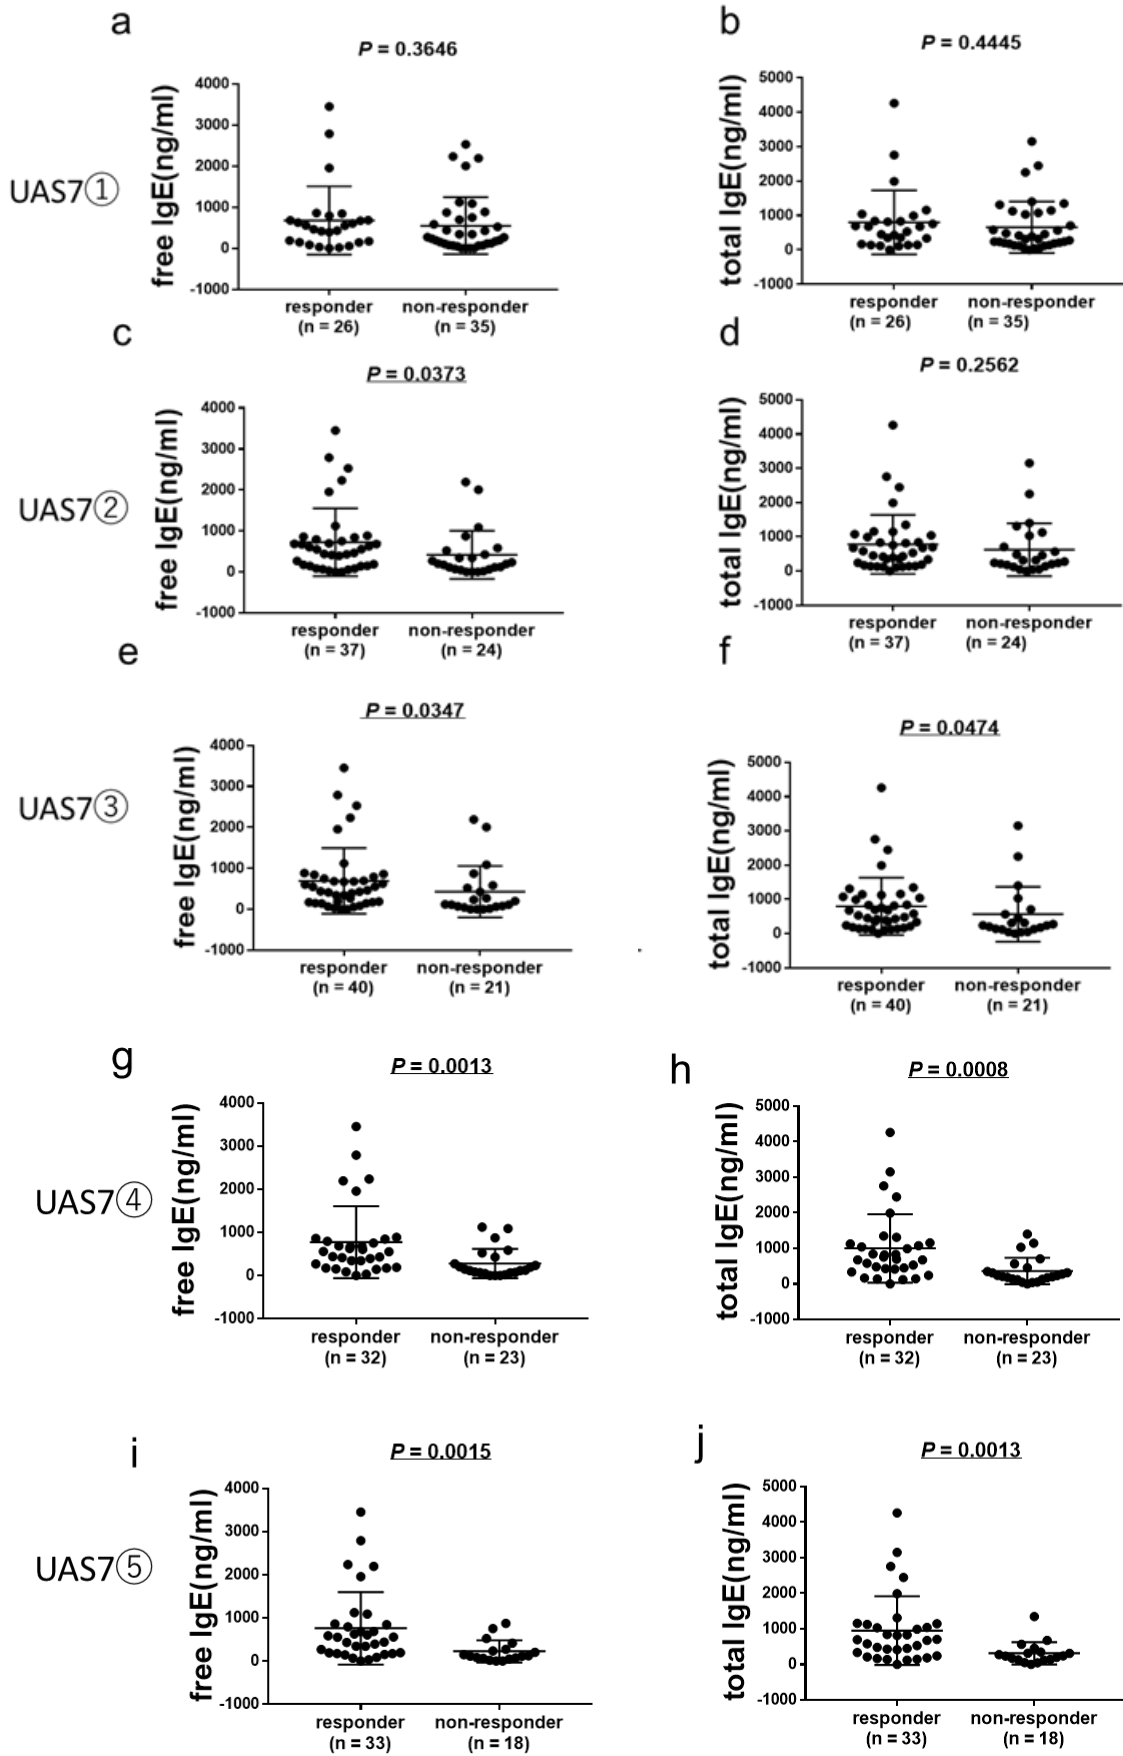 a
b
P = 0.3646
P = 0.4445
UAS7①
free IgE(ng/ml)
4000
3000
2000
1000
0
-1000
responder
(n = 26)
non-responder
(n = 35)
total IgE(ng/ml)
5000
4000
3000
2000
1000
0
-1000
responder
(n = 26)
non-responder
(n = 35)
c
d
P = 0.0373
P = 0.2562
UAS7②
free IgE(ng/ml)
4000
3000
2000
1000
0
-1000
responder
(n = 37)
non-responder
(n = 24)
total IgE(ng/ml)
5000
4000
3000
2000
1000
0
-1000
responder
(n = 37)
non-responder
(n = 24)
e
f
P = 0.0347
P = 0.0474
UAS7③
free IgE(ng/ml)
4000
3000
2000
1000
0
-1000
responder
(n = 40)
non-responder
(n = 21)
total IgE(ng/ml)
5000
4000
3000
2000
1000
0
-1000
responder
(n = 40)
non-responder
(n = 21)
g
h
P = 0.0013
P = 0.0008
UAS7④
free IgE(ng/ml)
4000
3000
2000
1000
0
-1000
responder
(n = 32)
non-responder
(n = 23)
total IgE(ng/ml)
5000
4000
3000
2000
1000
0
-1000
responder
(n = 32)
non-responder
(n = 23)
i
j
P = 0.0015
P = 0.0013
UAS7⑤
free IgE(ng/ml)
4000
3000
2000
1000
0
-1000
responder
(n = 33)
non-responder
(n = 18)
total IgE(ng/ml)
5000
4000
3000
2000
1000
0
-1000
responder
(n = 33)
non-responder
(n = 18)